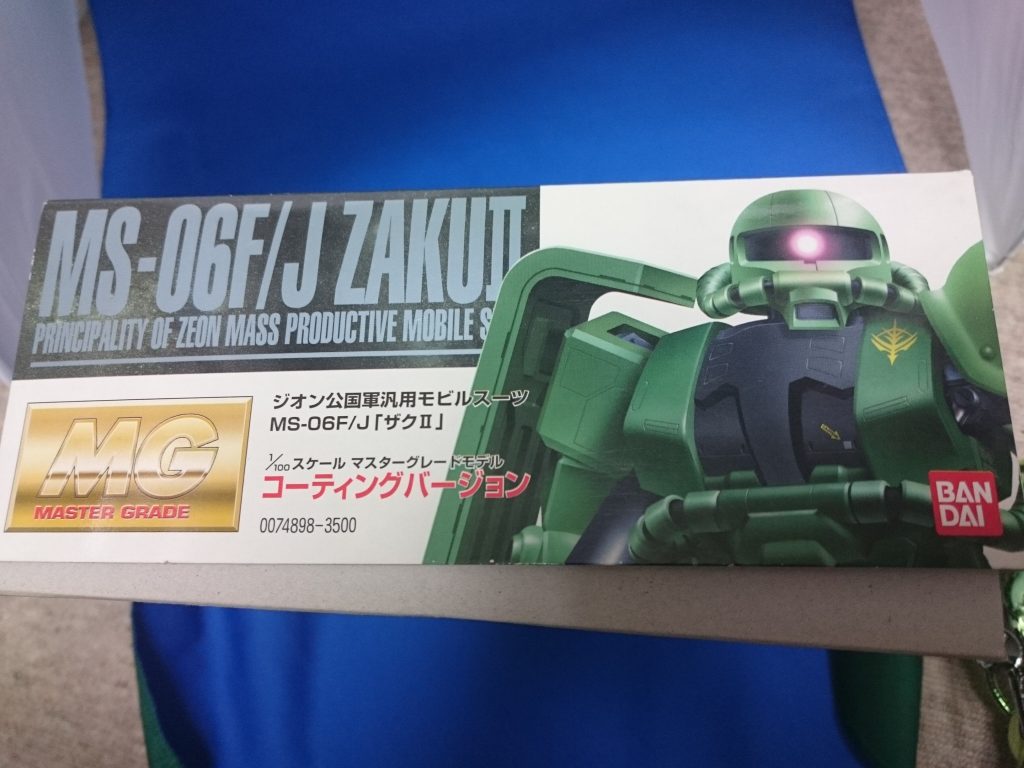 MS-06F/J ZAKUⅡ
PRINCIPALITY OF ZEON MASS PRODUCTIVE MOBILE S
MG
MASTER GRADE
ジオン公国軍汎用モビルスーツ
MS-06F/J「ザクⅡ」
1/100スケール マスターグレードモデル
コーティングバージョン
0074898-3500
BAN
DAI